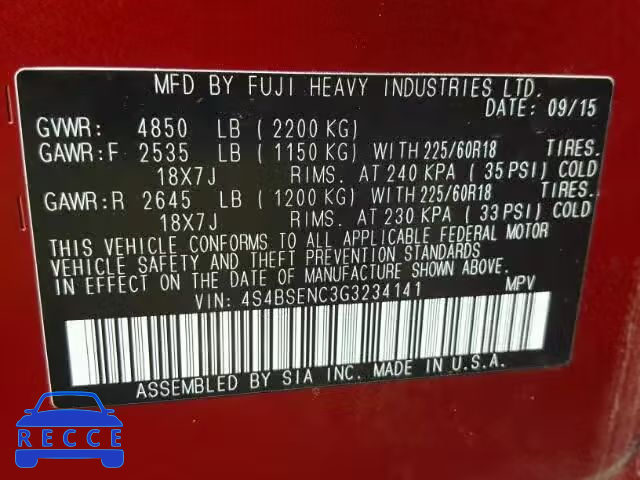 MFD BY FUJI HEAVY INDUSTRIES LTD.
DATE: 09/15
GVWR: 4850 LB (2200 KG)
GAWR:F 2535 LB (1150 KG) WITH 225/60R18 TIRES.
18X7J RIMS. AT 240 KPA (35 PSI) COLD
GAWR:R 2645 LB (1200 KG) WITH 225/60R18 TIRES.
18X7J RIMS. AT 230 KPA (33 PSI) COLD
THIS VEHICLE CONFORMS TO ALL APPLICABLE FEDERAL MOTOR
VEHICLE SAFETY AND THEFT PREVENTION STANDARDS
IN EFFECT ON THE DATE OF MANUFACTURE SHOWN ABOVE.
VIN: 4S4BSENC3G3234141 MPV
ASSEMBLED BY SIA INC. MADE IN U.S.A.
BIDCENCE